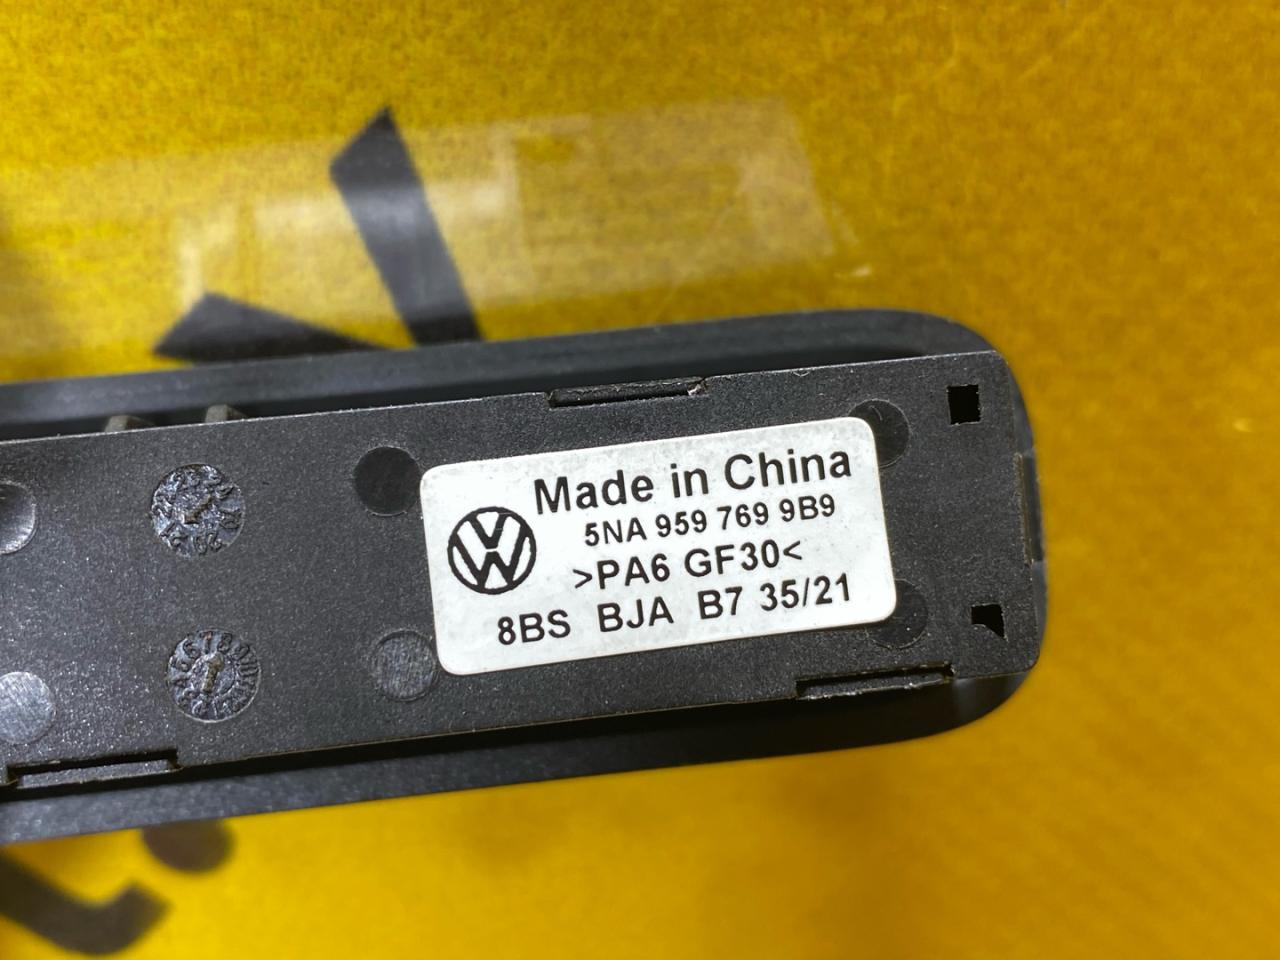 Made in China
5NA 959 769 9B9
>PA6 GF30<
8BS BJA B7 35/21